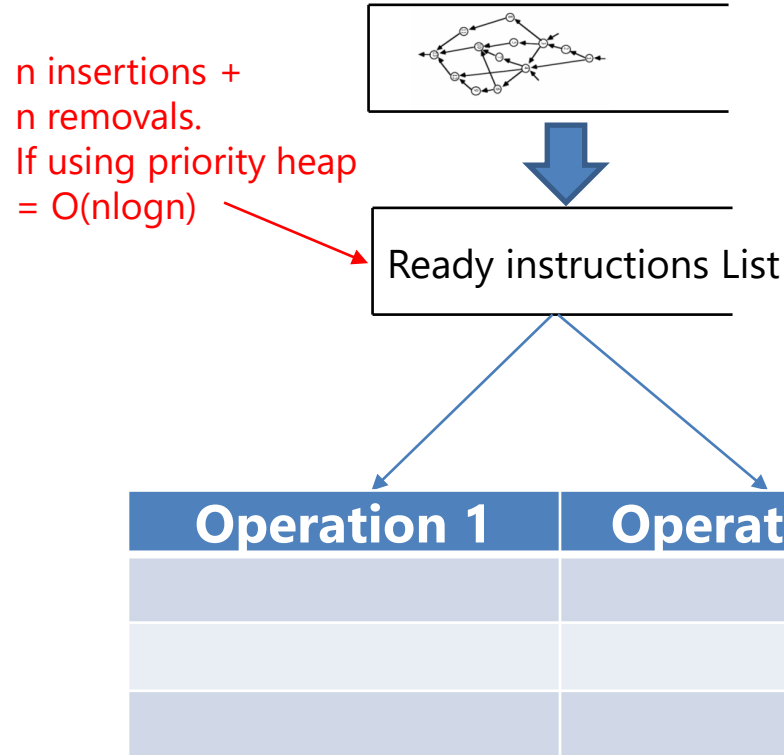 n insertions +
n removals.
If using priority heap
= O(nlogn)
Ready instructions List
Operation 1 Operat